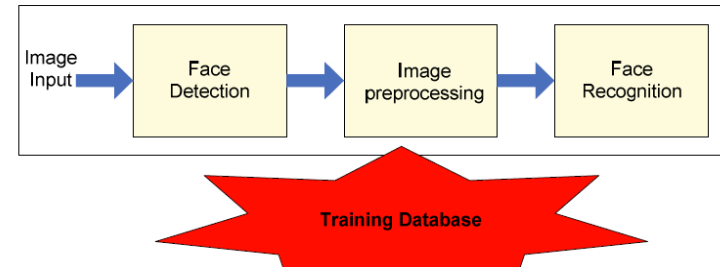 Image
Input
Face
Detection
Image
preprocessing
Face
Recognition
Training Database